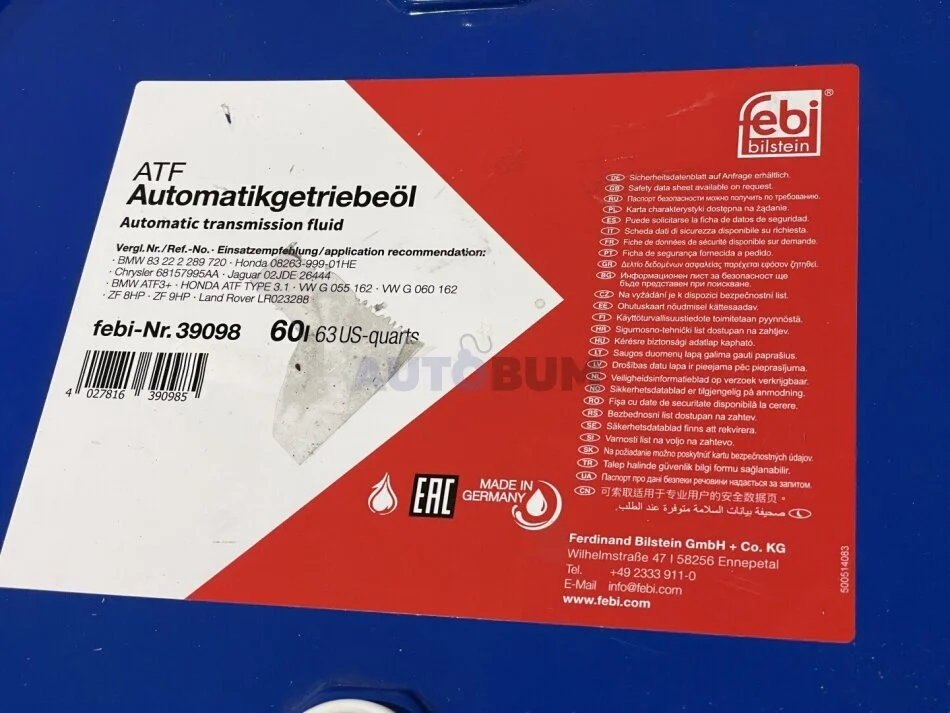 ATF
Automatikgetriebeöl
Automatic transmission fluid
Vergl.Nr./Ref.-No. · Einsatzempfehlung/application recommendation:
· BMW 83 22 2 289 720 · Honda 08263-999-01HE
· Chrysler 68157995AA · Jaguar 02JDE 26444
· BMW ATF3+ · HONDA ATF TYPE 3.1 · VW G 055 162 · VW G 060 162
· ZF 8HP · ZF 9HP · Land Rover LR023288
febi-Nr. 39098 60l 63 US-quarts
4 027816 390985
AUTOBUM
febi ®
bilstein
DE Sicherheitsdatenblatt auf Anfrage erhältlich.
GB Safety data sheet available on request.
RU Паспорт безопасности можно получить по требованию.
PL Karta charakterystyki dostępna na żądanie.
ES Puede solicitarse la ficha de datos de seguridad.
IT Scheda dati di sicurezza disponibile su richiesta.
FR Fiche de données de sécurité disponible sur demande.
PT Ficha de segurança fornecida a pedido.
GR Δελτίο δεδομένων ασφαλείας παρέχεται εφόσον ζητηθεί.
BG Информационен лист за безопасност ще
бъде представен при поискване.
CZ Na vyžádání je k dispozici bezpečnostní list.
EE Ohutuskaart nõudmisel kättesaadav.
FI Käyttöturvallisuustiedote toimitetaan pyynnöstä.
HR Sigurnosno-tehnički list dostupan na zahtjev.
HU Kérésre biztonsági adatlap kapható.
LT Saugos duomenų lapą galima gauti paprašius.
LV Drošības datu lapa ir pieejama pēc pieprasījuma.
NL Veiligheidsinformatieblad op verzoek verkrijgbaar.
NO Sikkerhetsdatablad er tilgjengelig på anmodning.
RO Fişa cu date de securitate disponibilă la cerere.
RS Bezbednosni list dostupan na zahtev.
SE Säkerhetsdatablad finns att rekvirera.
SI Varnosti list na voljo na zahtevo.
SK Na požiadanie možno poskytnúť kartu bezpečnostných údajov.
TR Talep halinde güvenlik bilgi formu sağlanabilir.
UA Паспорт про дані безпеки речовини надається за запитом.
CN 可索取适用于专业用户的安全数据页。
صحيفة بيانات السلامة متوفرة عند الطلب.
EAC
MADE IN
GERMANY
Ferdinand Bilstein GmbH + Co. KG
Wilhelmstraße 47 | 58256 Ennepetal
Tel. +49 2333 911-0
E-Mail info@febi.com
www.febi.com
500514083